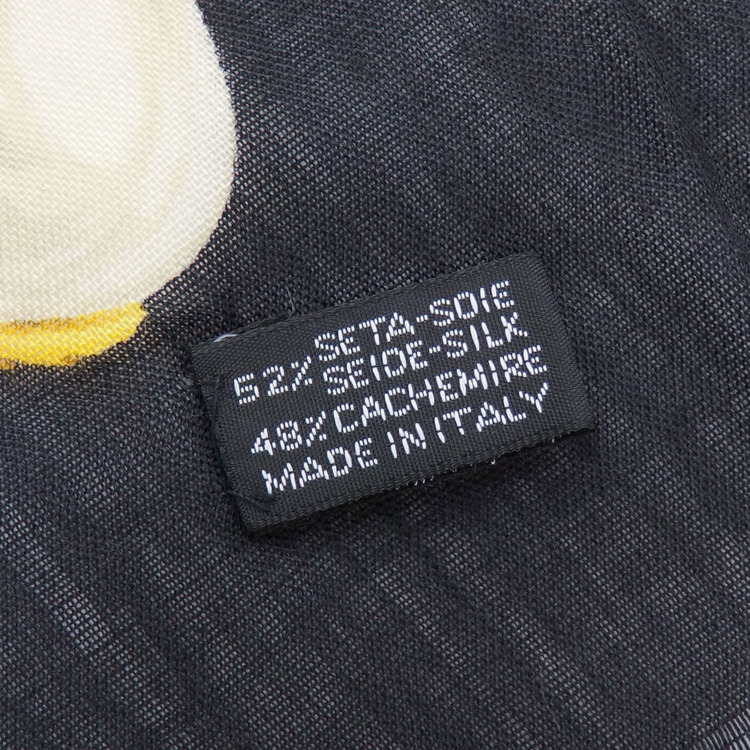 52% SETA-SOIE
SEIDE-SILK
48% CACHEMIRE
MADE IN ITALY